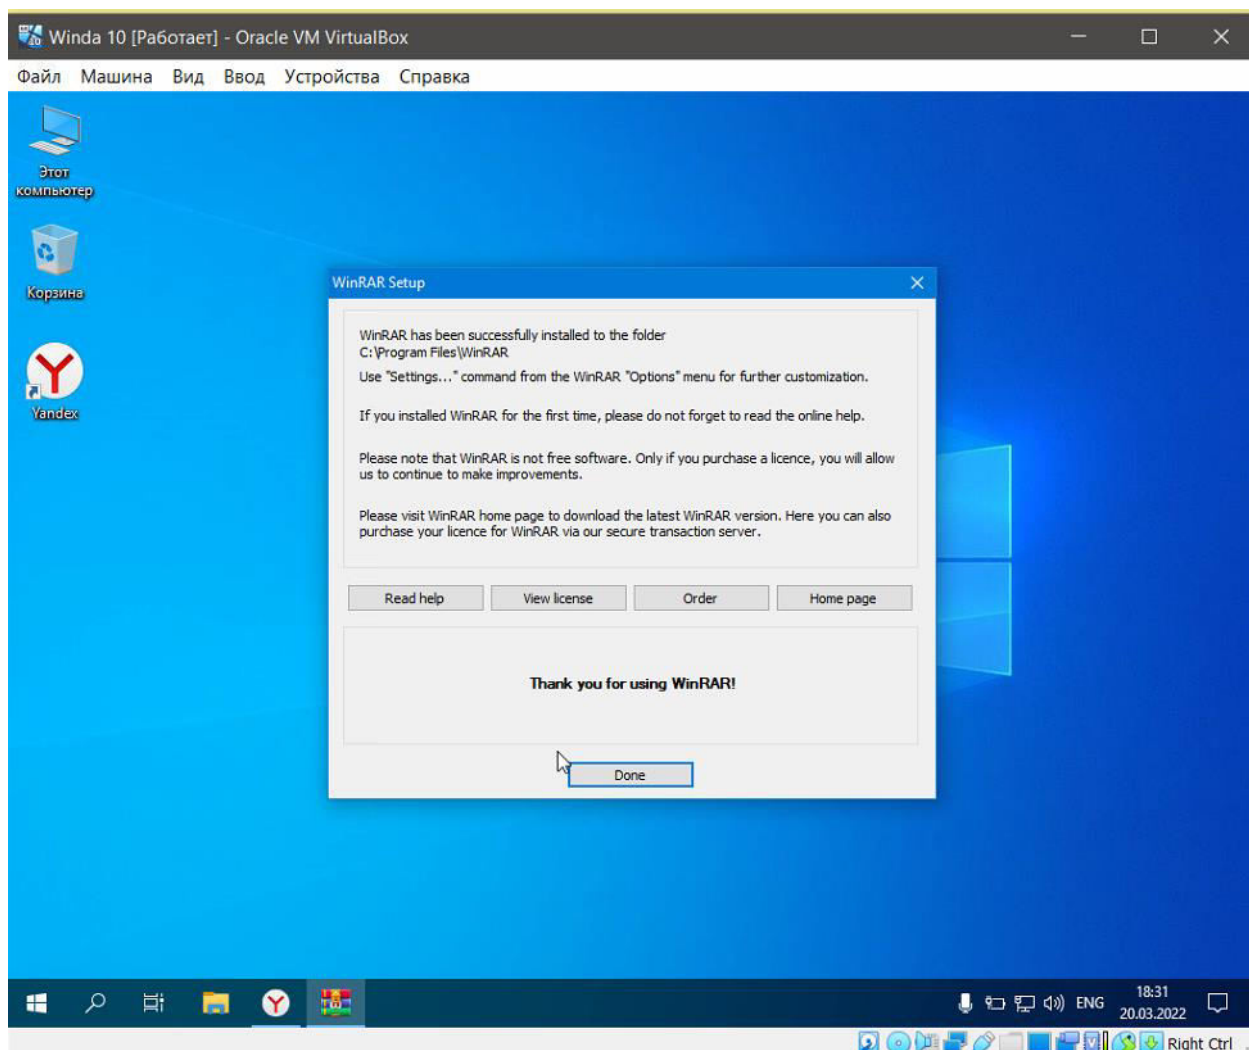 Winda 10 [Работает] - Oracle VM VirtualBox
Файл Машина Вид Ввод Устройства Справка
Этот
компьютер
Корзина
Yandex
WinRAR Setup
WinRAR has been successfully installed to the folder
C:\Program Files\WinRAR
Use "Settings..." command from the WinRAR "Options" menu for further customization.
If you installed WinRAR for the first time, please do not forget to read the online help.
Please note that WinRAR is not free software. Only if you purchase a licence, you will allow
us to continue to make improvements.
Please visit WinRAR home page to download the latest WinRAR version. Here you can also
purchase your licence for WinRAR via our secure transaction server.
Read help View license Order Home page
Thank you for using WinRAR!
Done
ENG
18:31
20.03.2022
Right Ctrl